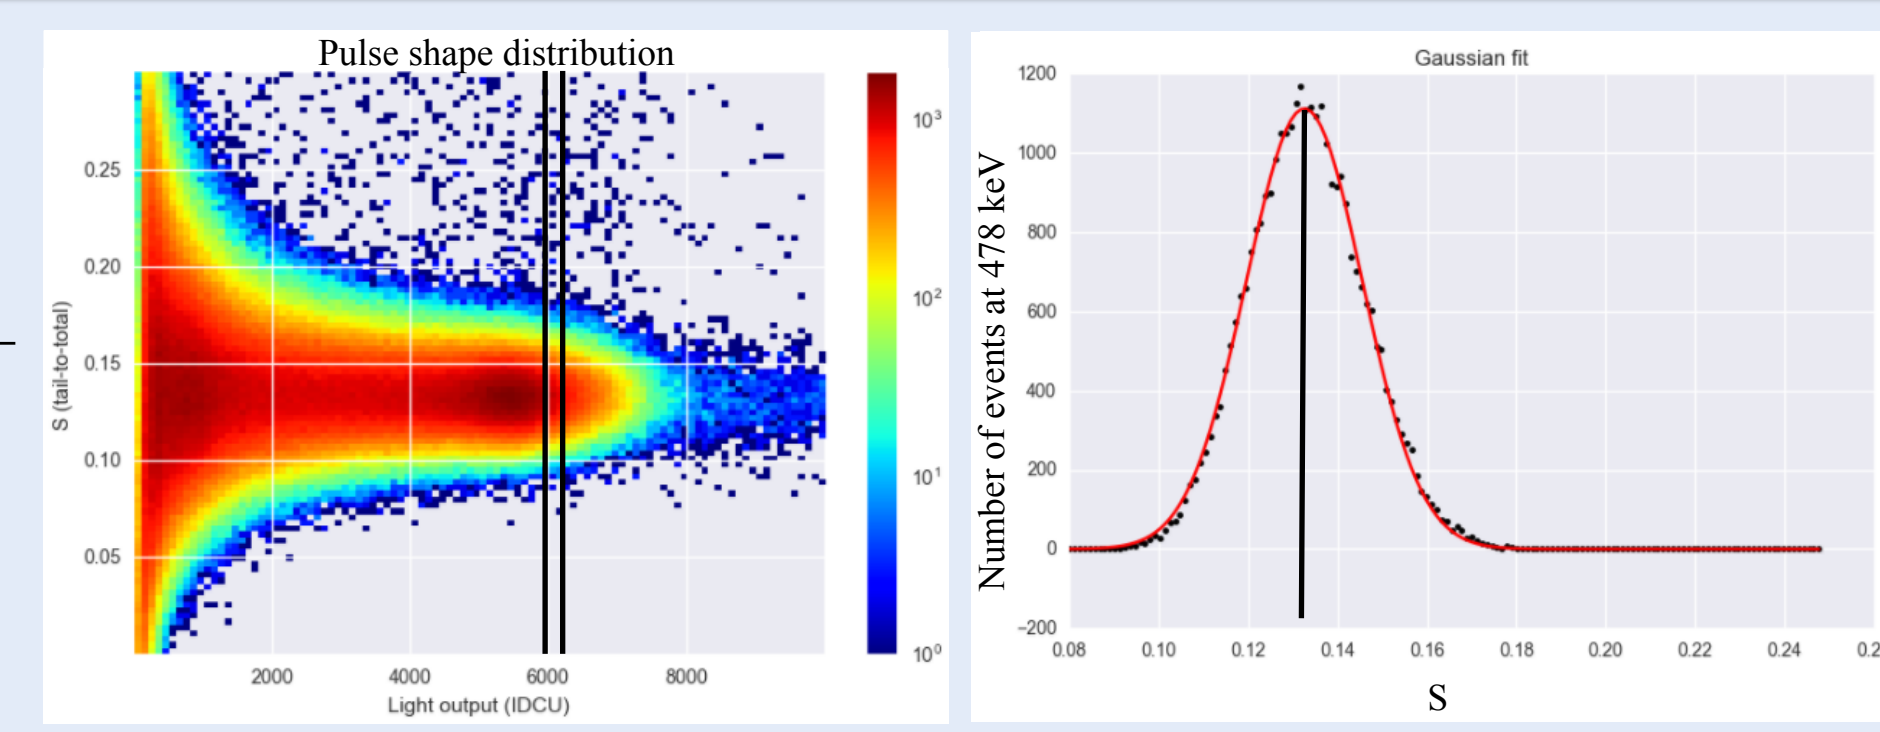 Pulse shape distribution
0.25
0.20
0.15
0.10
0.05
S (tail-to-total)
2000 4000 6000 8000
Light output (IDCU)
10³
10²
10¹
10⁰
Gaussian fit
1200
1000
800
600
400
200
0
−200
Number of events at 478 keV
0.08 0.10 0.12 0.14 0.16 0.18 0.20 0.22 0.24
S